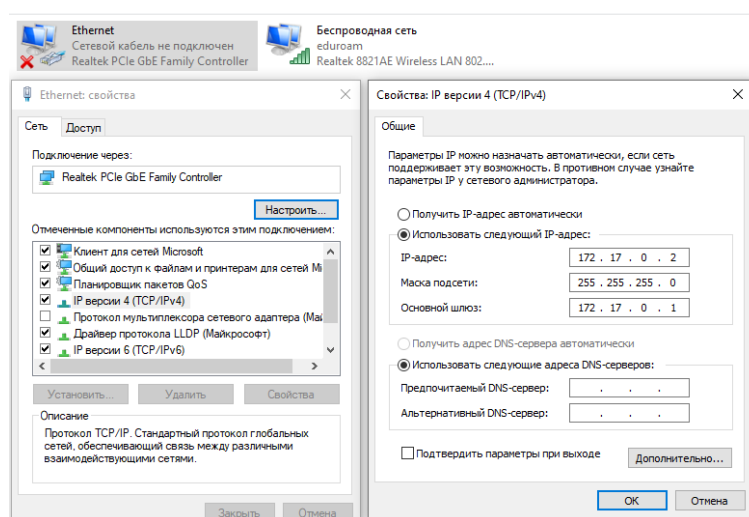 Ethernet
Сетевой кабель не подключен
Realtek PCIe GbE Family Controller
Беспроводная сеть
eduroam
Realtek 8821AE Wireless LAN 802....
Ethernet: свойства
Сеть
Доступ
Подключение через:
Realtek PCIe GbE Family Controller
Настроить...
Отмеченные компоненты используются этим подключением:
Клиент для сетей Microsoft
Общий доступ к файлам и принтерам для сетей Mi
Планировщик пакетов QoS
IP версии 4 (TCP/IPv4)
Протокол мультиплексора сетевого адаптера (Май
Драйвер протокола LLDP (Майкрософт)
IP версии 6 (TCP/IPv6)
Установить...
Удалить
Свойства
Описание
Протокол TCP/IP. Стандартный протокол глобальных
сетей, обеспечивающий связь между различными
взаимодействующими сетями.
Закрыть
Отмена
Свойства: IP версии 4 (TCP/IPv4)
Общие
Параметры IP можно назначать автоматически, если сеть
поддерживает эту возможность. В противном случае узнайте
параметры IP у сетевого администратора.
Получить IP-адрес автоматически
Использовать следующий IP-адрес:
IP-адрес:
172 . 17 . 0 . 2
Маска подсети:
255 . 255 . 255 . 0
Основной шлюз:
172 . 17 . 0 . 1
Получить адрес DNS-сервера автоматически
Использовать следующие адреса DNS-серверов:
Предпочитаемый DNS-сервер:
. . .
Альтернативный DNS-сервер:
. . .
Подтвердить параметры при выходе
Дополнительно...
ОК
Отмена